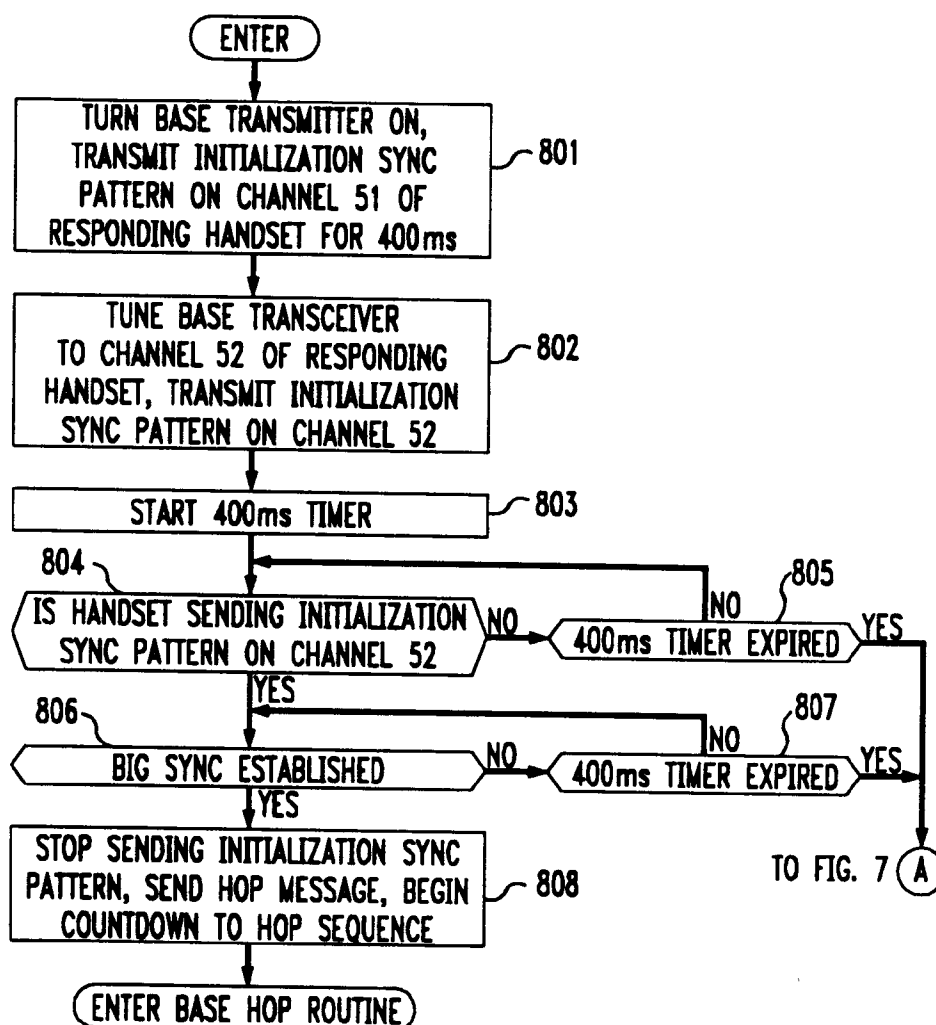 ENTER
TURN BASE TRANSMITTER ON,
TRANSMIT INITIALIZATION SYNC
PATTERN ON CHANNEL 51 OF
RESPONDING HANDSET FOR 400ms
801
TUNE BASE TRANSCEIVER
TO CHANNEL 52 OF RESPONDING
HANDSET, TRANSMIT INITIALIZATION
SYNC PATTERN ON CHANNEL 52
802
START 400ms TIMER
803
804
IS HANDSET SENDING INITIALIZATION
SYNC PATTERN ON CHANNEL 52
NO
YES
805
400ms TIMER EXPIRED
NO
YES
806
BIG SYNC ESTABLISHED
NO
YES
807
400ms TIMER EXPIRED
NO
YES
STOP SENDING INITIALIZATION SYNC
PATTERN, SEND HOP MESSAGE, BEGIN
COUNTDOWN TO HOP SEQUENCE
808
TO FIG. 7 A
ENTER BASE HOP ROUTINE